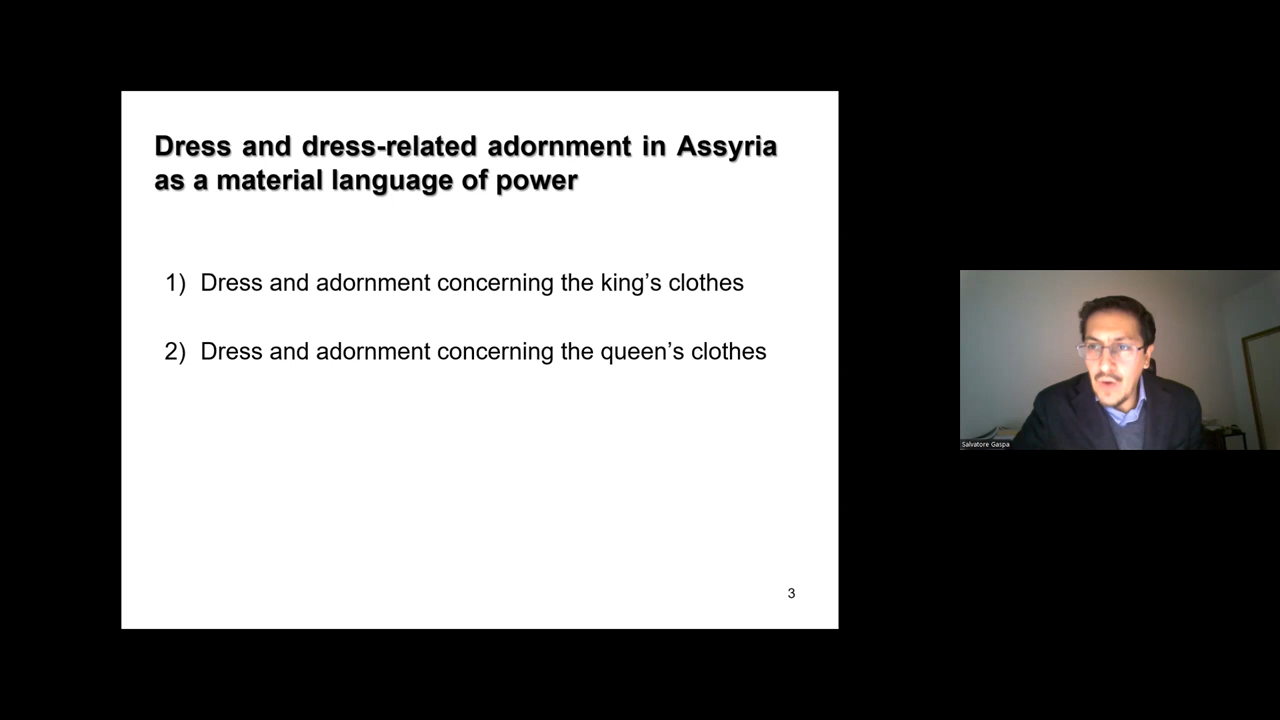 Dress and dress-related adornment in Assyria
as a material language of power
1) Dress and adornment concerning the king’s clothes
2) Dress and adornment concerning the queen’s clothes
3
Salvatore Gaspa